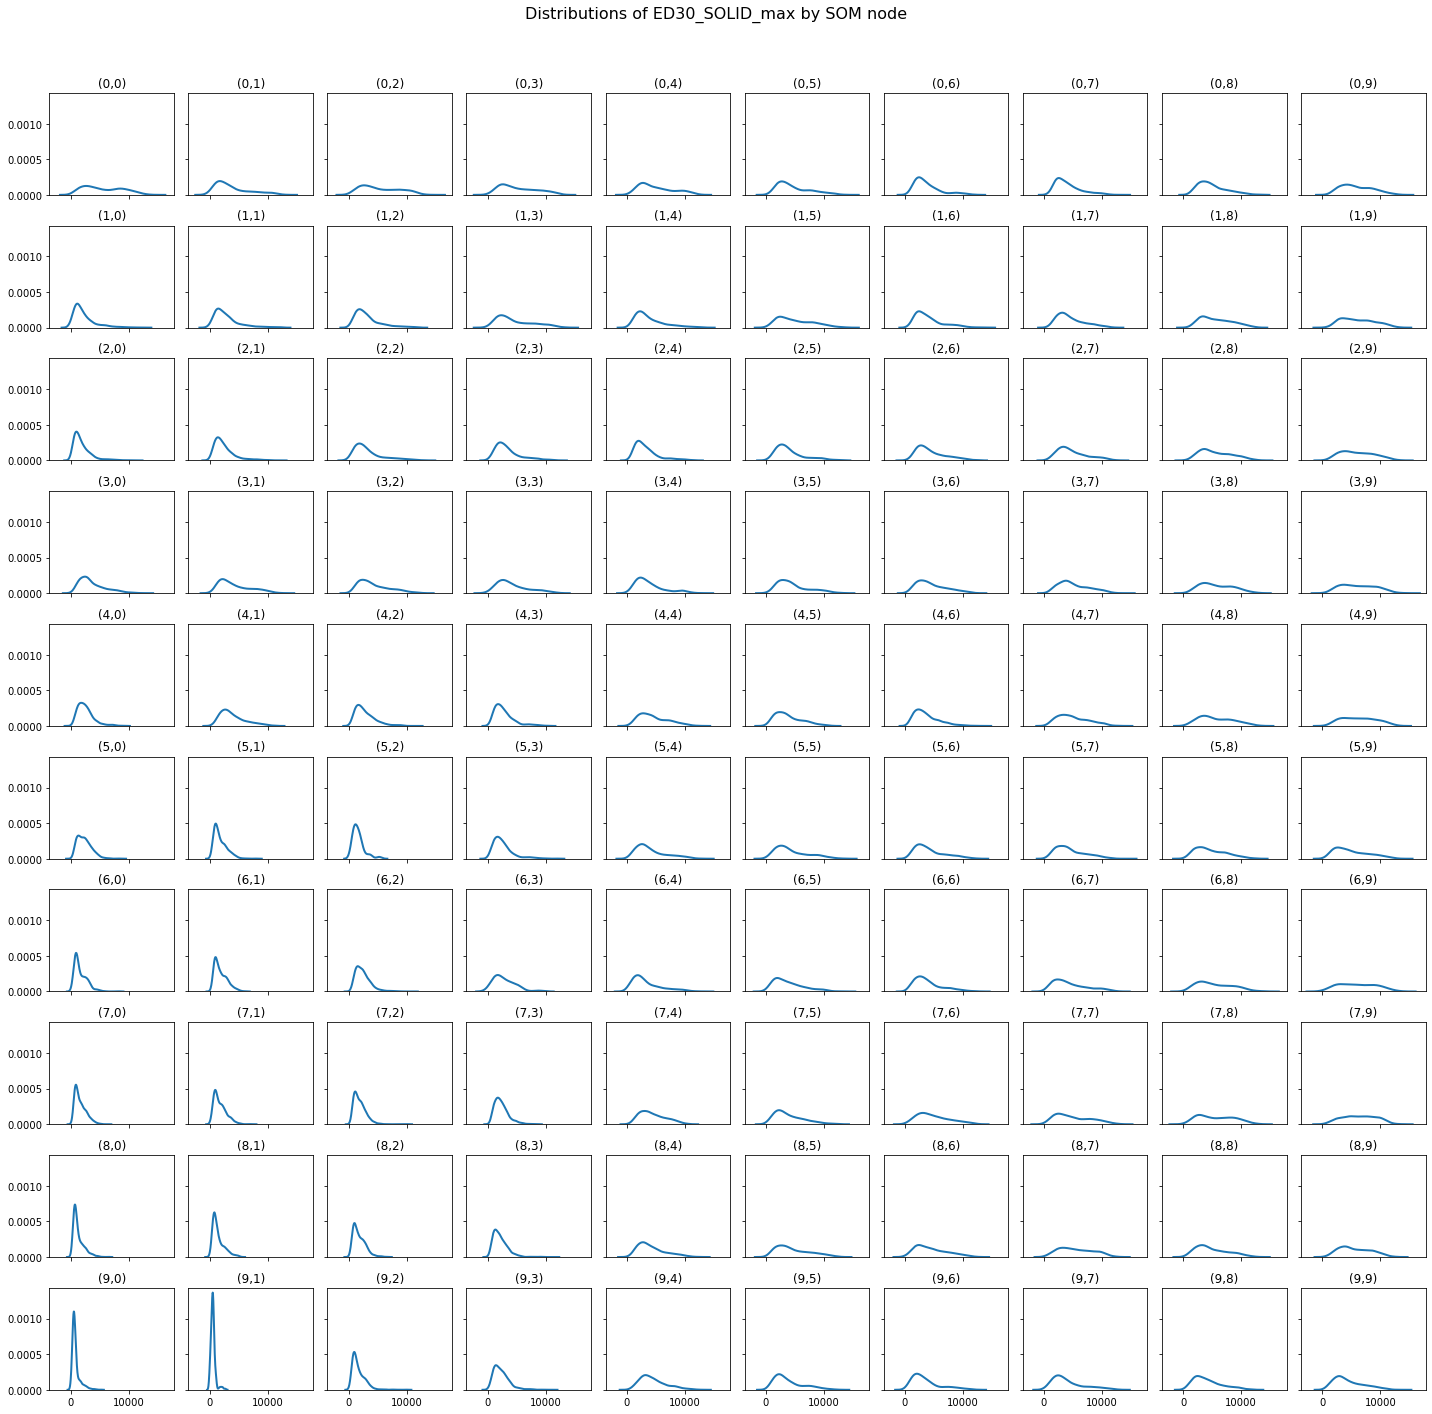 Distributions of ED30_SOLID_max by SOM node
(0,0) (0,1) (0,2) (0,3) (0,4) (0,5) (0,6) (0,7) (0,8) (0,9)
0.0010
0.0005
0.0000
(1,0) (1,1) (1,2) (1,3) (1,4) (1,5) (1,6) (1,7) (1,8) (1,9)
0.0010
0.0005
0.0000
(2,0) (2,1) (2,2) (2,3) (2,4) (2,5) (2,6) (2,7) (2,8) (2,9)
0.0010
0.0005
0.0000
(3,0) (3,1) (3,2) (3,3) (3,4) (3,5) (3,6) (3,7) (3,8) (3,9)
0.0010
0.0005
0.0000
(4,0) (4,1) (4,2) (4,3) (4,4) (4,5) (4,6) (4,7) (4,8) (4,9)
0.0010
0.0005
0.0000
(5,0) (5,1) (5,2) (5,3) (5,4) (5,5) (5,6) (5,7) (5,8) (5,9)
0.0010
0.0005
0.0000
(6,0) (6,1) (6,2) (6,3) (6,4) (6,5) (6,6) (6,7) (6,8) (6,9)
0.0010
0.0005
0.0000
(7,0) (7,1) (7,2) (7,3) (7,4) (7,5) (7,6) (7,7) (7,8) (7,9)
0.0010
0.0005
0.0000
(8,0) (8,1) (8,2) (8,3) (8,4) (8,5) (8,6) (8,7) (8,8) (8,9)
0.0010
0.0005
0.0000
(9,0) (9,1) (9,2) (9,3) (9,4) (9,5) (9,6) (9,7) (9,8) (9,9)
0.0010
0.0005
0.0000
0 10000 0 10000 0 10000 0 10000 0 10000 0 10000 0 10000 0 10000 0 10000 0 10000